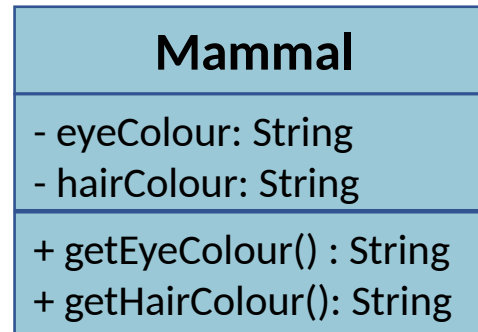 Mammal
- eyeColour: String
- hairColour: String
+ getEyeColour() : String
+ getHairColour(): String